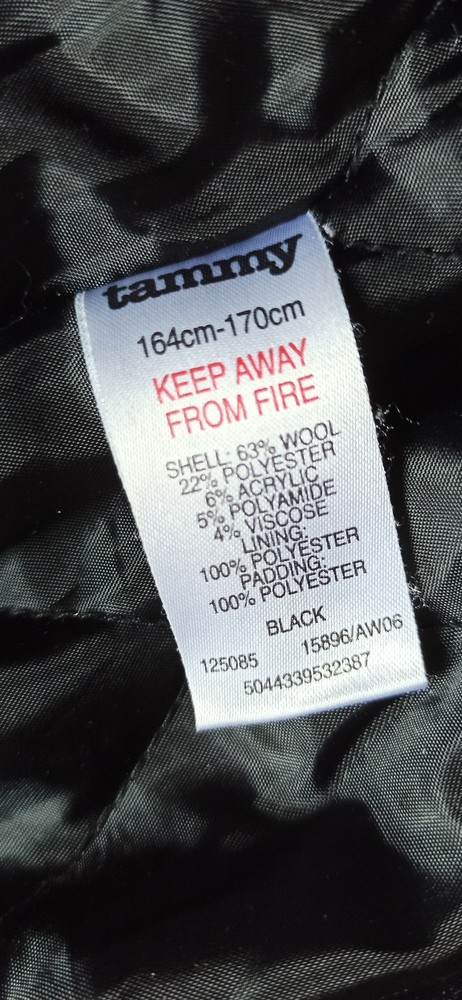 tammy
164cm-170cm
KEEP AWAY
FROM FIRE
SHELL: 63% WOOL
22% POLYESTER
6% ACRYLIC
5% POLYAMIDE
4% VISCOSE
LINING:
100% POLYESTER
PADDING:
100% POLYESTER
BLACK
125085 15896/AW06
5044339532387